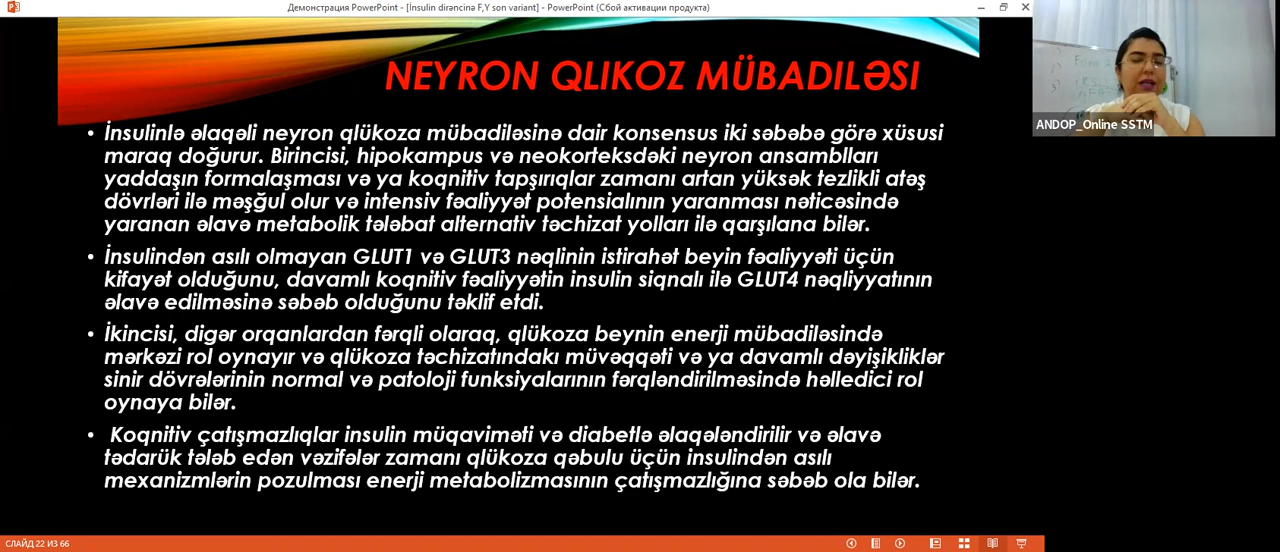 Демонстрация PowerPoint - [İnsulin dirəncinə F,Y son variant] - PowerPoint (Сбой активации продукта)
NEYRON QLIKOZ MÜBADILƏSI
• İnsulinlə əlaqəli neyron qlükoza mübadiləsinə dair konsensus iki səbəbə görə xüsusi
maraq doğurur. Birincisi, hipokampus və neokorteksdəki neyron ansamblları
yaddaşın formalaşması və ya koqnitiv tapşırıqlar zamanı artan yüksək tezlikli atəş
dövrləri ilə məşğul olur və intensiv fəaliyyət potensialının yaranması nəticəsində
yaranan əlavə metabolik tələbat alternativ təchizat yolları ilə qarşılana bilər.
• İnsulindən asılı olmayan GLUT1 və GLUT3 nəqlinin istirahət beyin fəaliyyəti üçün
kifayət olduğunu, davamlı koqnitiv fəaliyyətin insulin siqnalı ilə GLUT4 nəqliyyatının
əlavə edilməsinə səbəb olduğunu təklif etdi.
• İkincisi, digər orqanlardan fərqli olaraq, qlükoza beynin enerji mübadiləsində
mərkəzi rol oynayır və qlükoza təchizatındakı müvəqqəti və ya davamlı dəyişikliklər
sinir dövrələrinin normal və patoloji funksiyalarının fərqləndirilməsində həlledici rol
oynaya bilər.
• Koqnitiv çatışmazlıqlar insulin müqaviməti və diabetlə əlaqələndirilir və əlavə
tədarük tələb edən vəzifələr zamanı qlükoza qəbulu üçün insulindən asılı
mexanizmlərin pozulması enerji metabolizmasının çatışmazlığına səbəb ola bilər.
ANDOP_Online SSTM
СЛАЙД 22 ИЗ 66